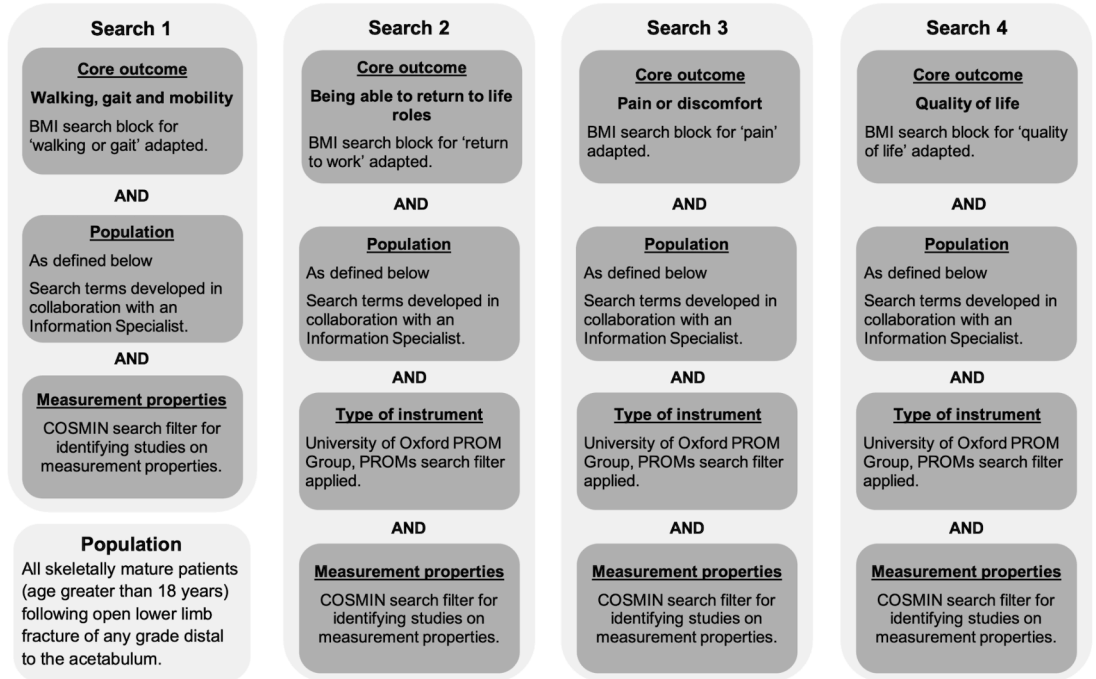 Search 1
Core outcome
Walking, gait and mobility
BMI search block for
‘walking or gait’ adapted.
AND
Population
As defined below
Search terms developed in
collaboration with an
Information Specialist.
AND
Measurement properties
COSMIN search filter for
identifying studies on
measurement properties.
Population
All skeletally mature patients
(age greater than 18 years)
following open lower limb
fracture of any grade distal
to the acetabulum.
Search 2
Core outcome
Being able to return to life
roles
BMI search block for ‘return
to work’ adapted.
AND
Population
As defined below
Search terms developed in
collaboration with an
Information Specialist.
AND
Type of instrument
University of Oxford PROM
Group, PROMs search filter
applied.
AND
Measurement properties
COSMIN search filter for
identifying studies on
measurement properties.
Search 3
Core outcome
Pain or discomfort
BMI search block for ‘pain’
adapted.
AND
Population
As defined below
Search terms developed in
collaboration with an
Information Specialist.
AND
Type of instrument
University of Oxford PROM
Group, PROMs search filter
applied.
AND
Measurement properties
COSMIN search filter for
identifying studies on
measurement properties.
Search 4
Core outcome
Quality of life
BMI search block for ‘quality
of life’ adapted.
AND
Population
As defined below
Search terms developed in
collaboration with an
Information Specialist.
AND
Type of instrument
University of Oxford PROM
Group, PROMs search filter
applied.
AND
Measurement properties
COSMIN search filter for
identifying studies on
measurement properties.